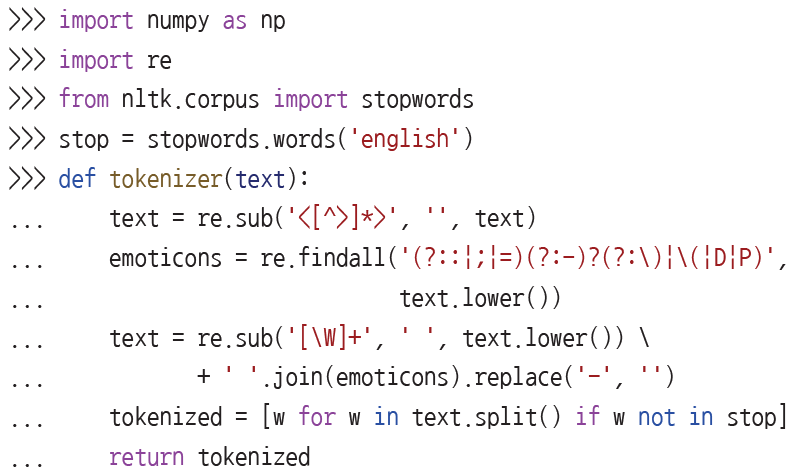 >>> import numpy as np
>>> import re
>>> from nltk.corpus import stopwords
>>> stop = stopwords.words('english')
>>> def tokenizer(text):
...     text = re.sub('<[^>]*>', '', text)
...     emoticons = re.findall('(?::|;|=)(?:-)?(?:\)|\(|D|P)',
...                            text.lower())
...     text = re.sub('[\W]+', ' ', text.lower()) \
...            + ' '.join(emoticons).replace('-', '')
...     tokenized = [w for w in text.split() if w not in stop]
...     return tokenized